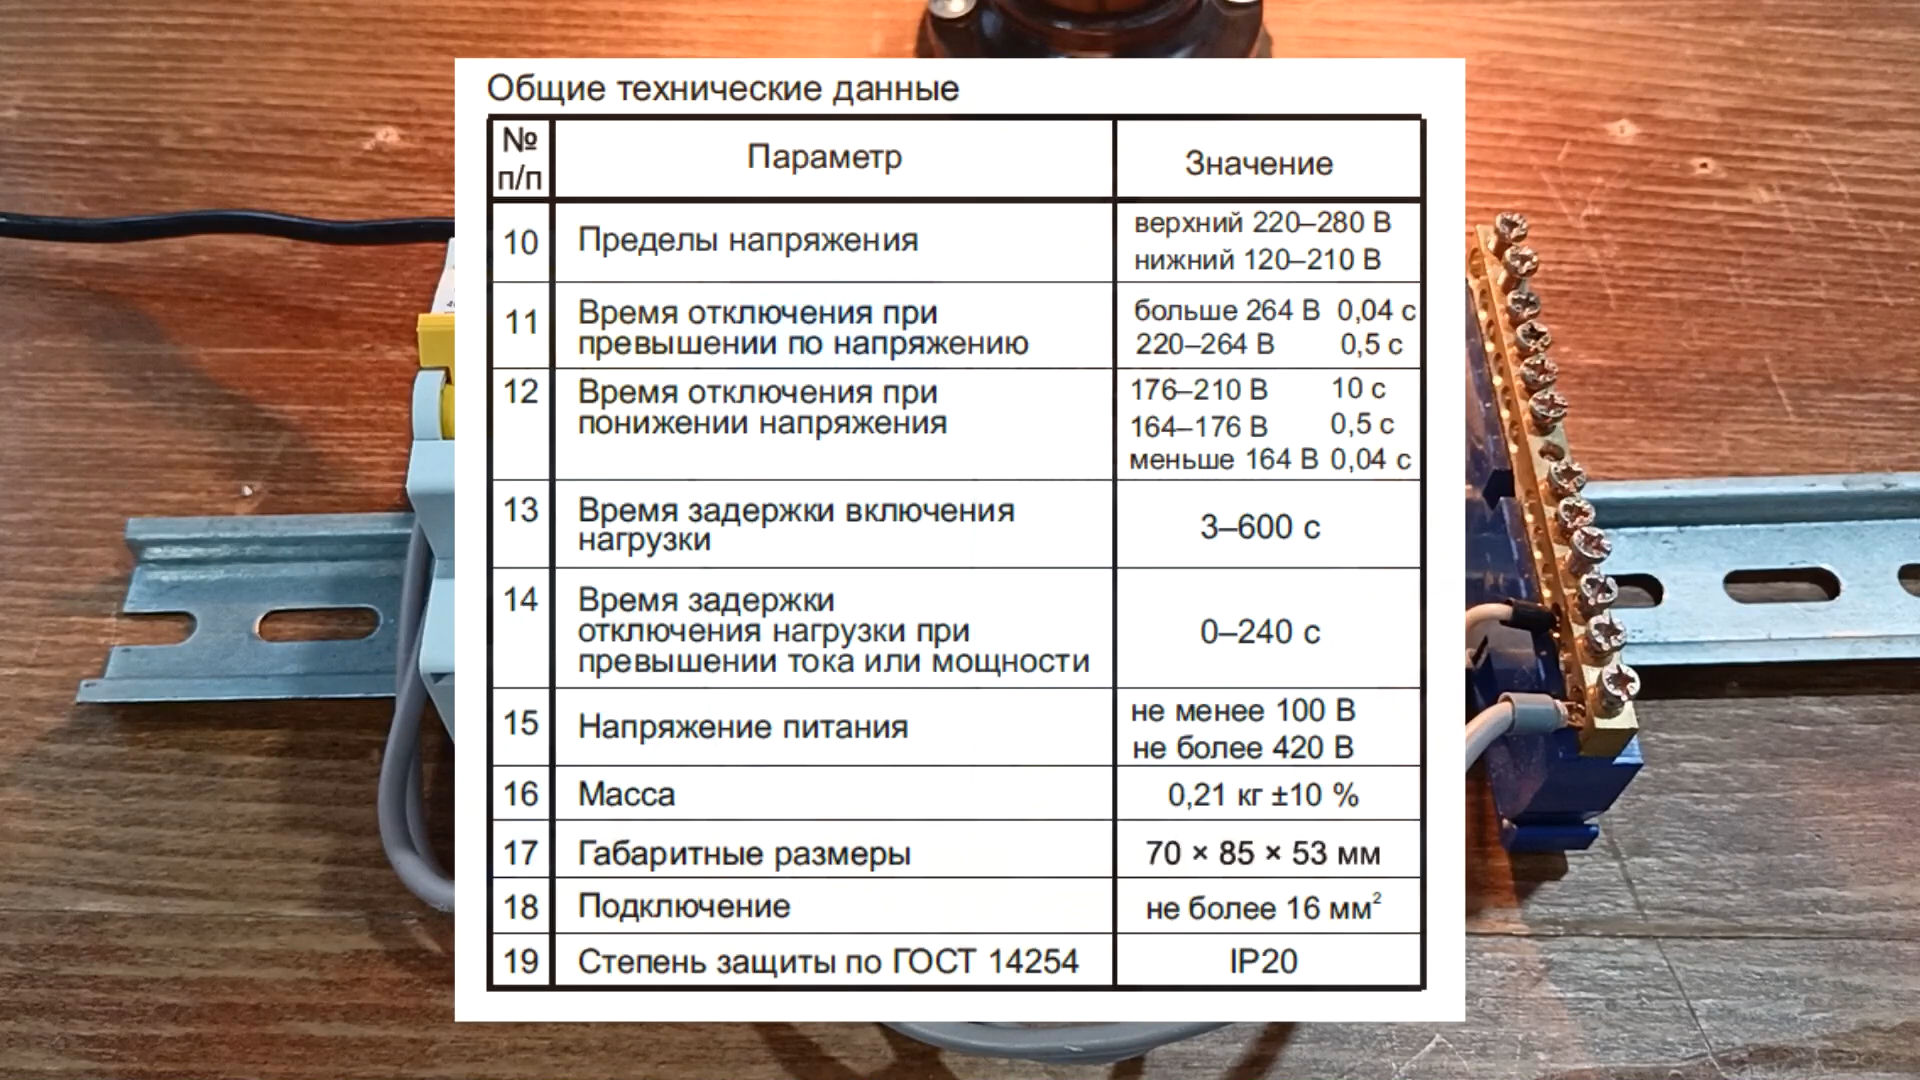 Общие технические данные
№ п/п
Параметр
Значение
10
Пределы напряжения
верхний 220–280 В
нижний 120–210 В
11
Время отключения при
превышении по напряжению
больше 264 В 0,04 с
220–264 В 0,5 с
12
Время отключения при
понижении напряжения
176–210 В 10 с
164–176 В 0,5 с
меньше 164 В 0,04 с
13
Время задержки включения
нагрузки
3–600 с
14
Время задержки
отключения нагрузки при
превышении тока или мощности
0–240 с
15
Напряжение питания
не менее 100 В
не более 420 В
16
Масса
0,21 кг ±10 %
17
Габаритные размеры
70 × 85 × 53 мм
18
Подключение
не более 16 мм²
19
Степень защиты по ГОСТ 14254
IP20